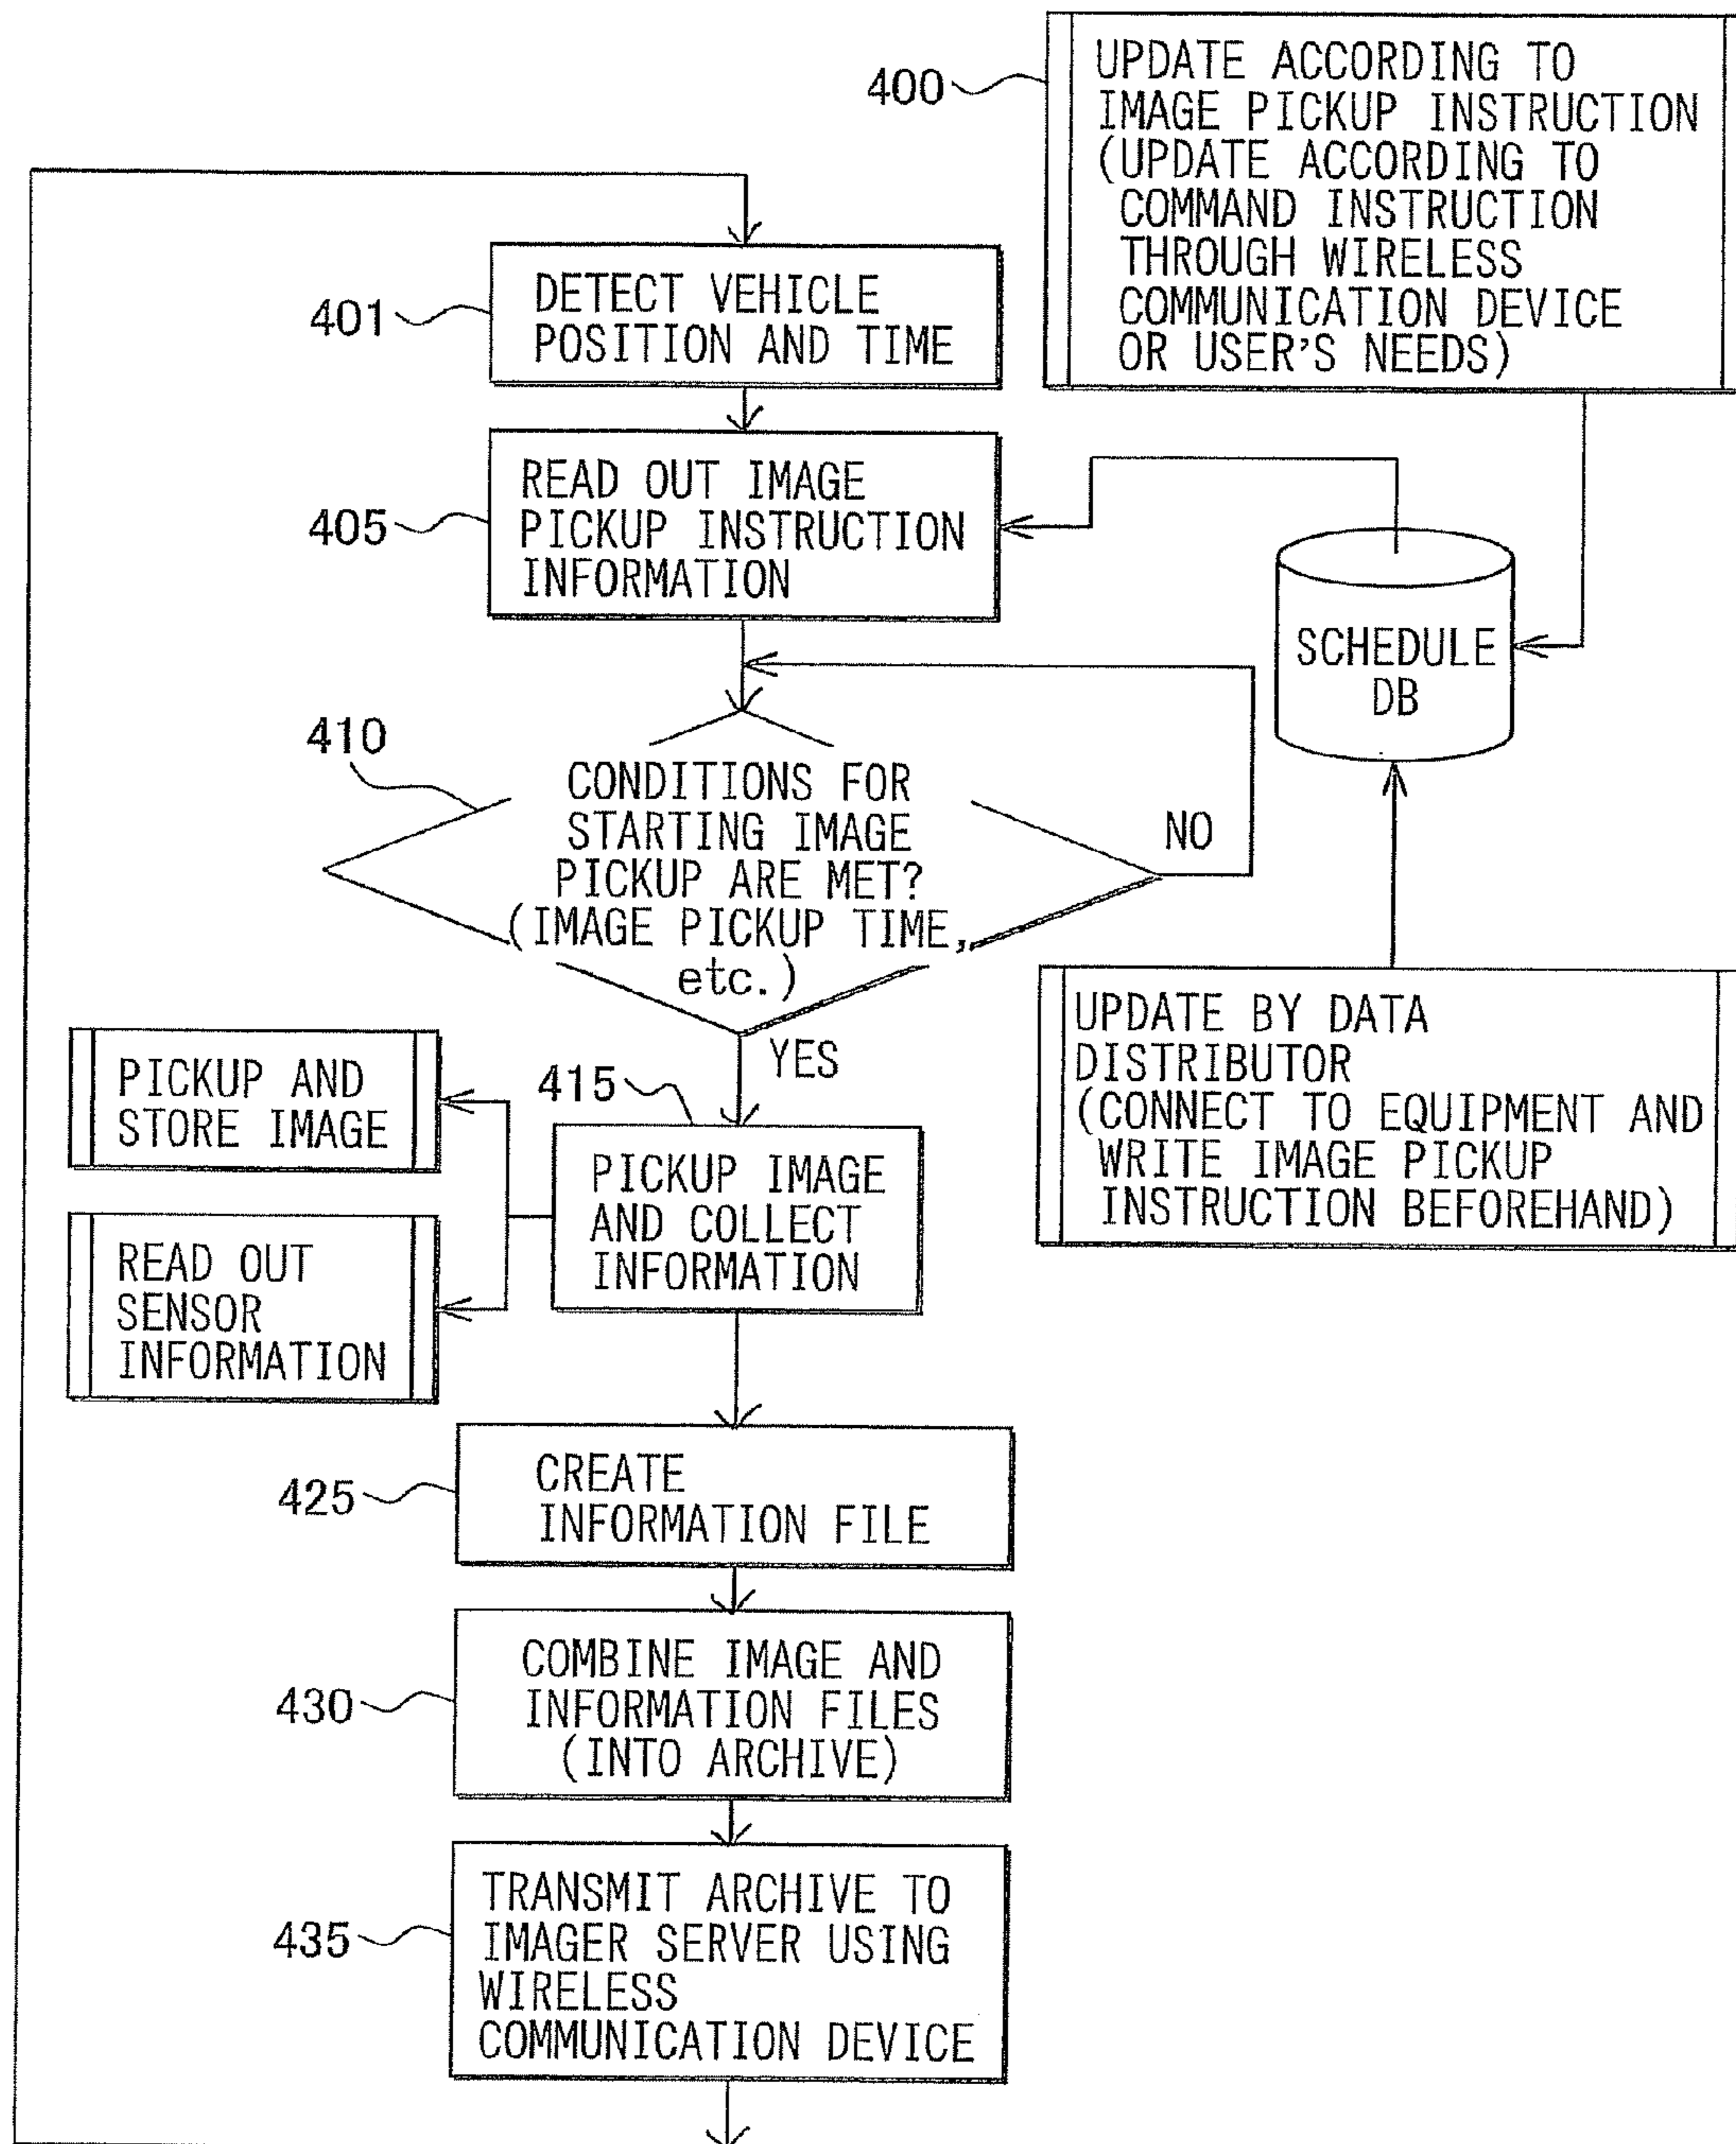 400
UPDATE ACCORDING TO
IMAGE PICKUP INSTRUCTION
(UPDATE ACCORDING TO
COMMAND INSTRUCTION
THROUGH WIRELESS
COMMUNICATION DEVICE
OR USER'S NEEDS)
401
DETECT VEHICLE
POSITION AND TIME
405
READ OUT IMAGE
PICKUP INSTRUCTION
INFORMATION
SCHEDULE
DB
410
CONDITIONS FOR
STARTING IMAGE
PICKUP ARE MET?
(IMAGE PICKUP TIME,
etc.)
NO
YES
UPDATE BY DATA
DISTRIBUTOR
(CONNECT TO EQUIPMENT AND
WRITE IMAGE PICKUP
INSTRUCTION BEFOREHAND)
415
PICKUP IMAGE
AND COLLECT
INFORMATION
PICKUP AND
STORE IMAGE
READ OUT
SENSOR
INFORMATION
425
CREATE
INFORMATION FILE
430
COMBINE IMAGE AND
INFORMATION FILES
(INTO ARCHIVE)
435
TRANSMIT ARCHIVE TO
IMAGER SERVER USING
WIRELESS
COMMUNICATION DEVICE